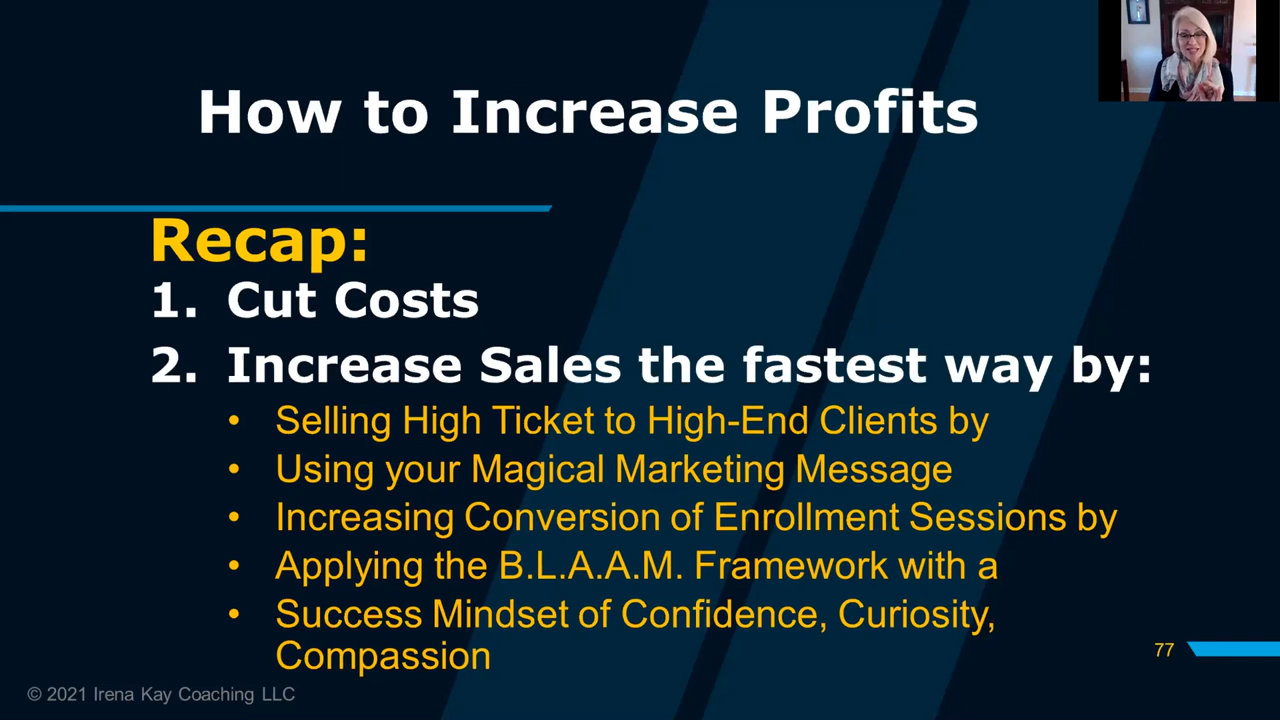 How to Increase Profits
Recap:
1. Cut Costs
2. Increase Sales the fastest way by:
• Selling High Ticket to High-End Clients by
• Using your Magical Marketing Message
• Increasing Conversion of Enrollment Sessions by
• Applying the B.L.A.A.M. Framework with a
• Success Mindset of Confidence, Curiosity,
Compassion
77
© 2021 Irena Kay Coaching LLC